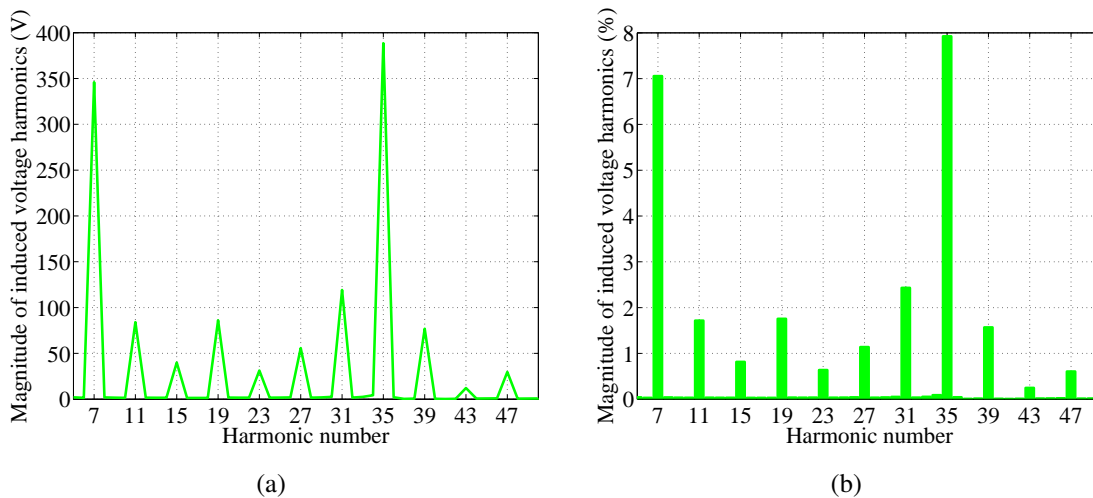 Magnitude of induced voltage harmonics (V)
400
350
300
250
200
150
100
50
0
7 11 15 19 23 27 31 35 39 43 47
Harmonic number
(a)
Magnitude of induced voltage harmonics (%)
8
7
6
5
4
3
2
1
0
7 11 15 19 23 27 31 35 39 43 47
Harmonic number
(b)